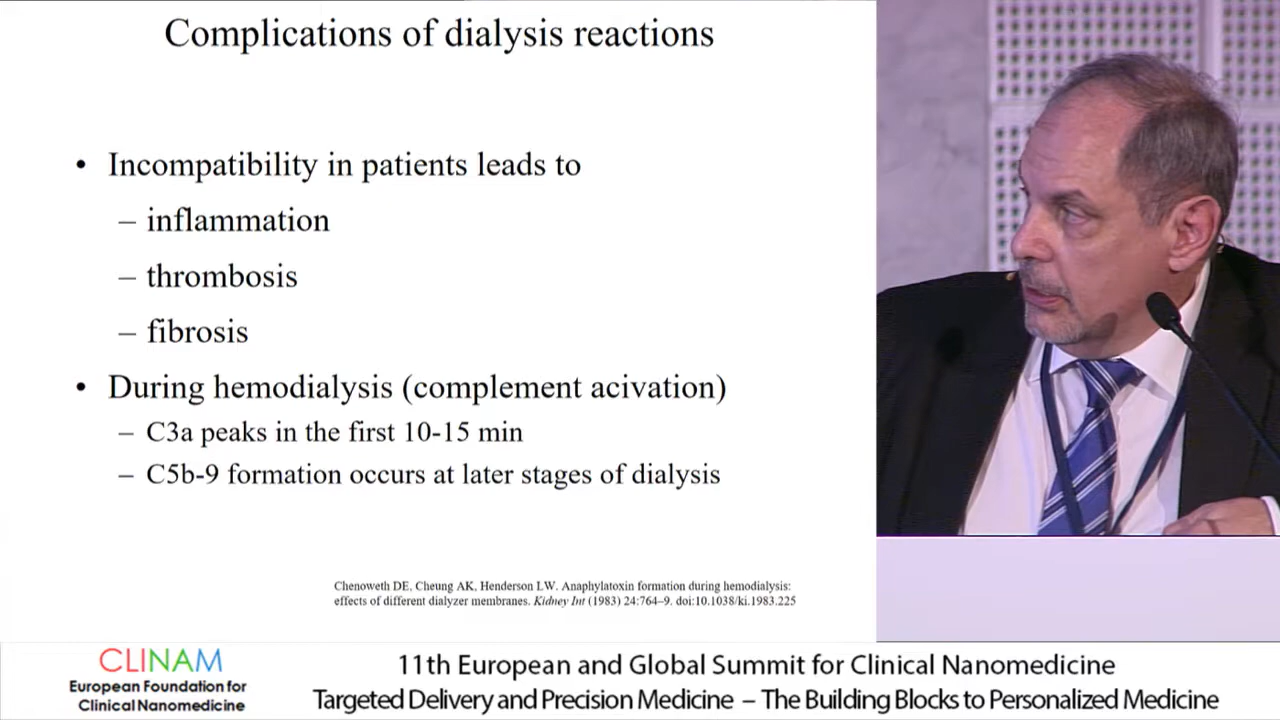 Complications of dialysis reactions
• Incompatibility in patients leads to
– inflammation
– thrombosis
– fibrosis
• During hemodialysis (complement acivation)
– C3a peaks in the first 10-15 min
– C5b-9 formation occurs at later stages of dialysis
Chenoweth DE, Cheung AK, Henderson LW. Anaphylatoxin formation during hemodialysis:
effects of different dialyzer membranes. Kidney Int (1983) 24:764–9. doi:10.1038/ki.1983.225
CLINAM
European Foundation for
Clinical Nanomedicine
11th European and Global Summit for Clinical Nanomedicine
Targeted Delivery and Precision Medicine – The Building Blocks to Personalized Medicine